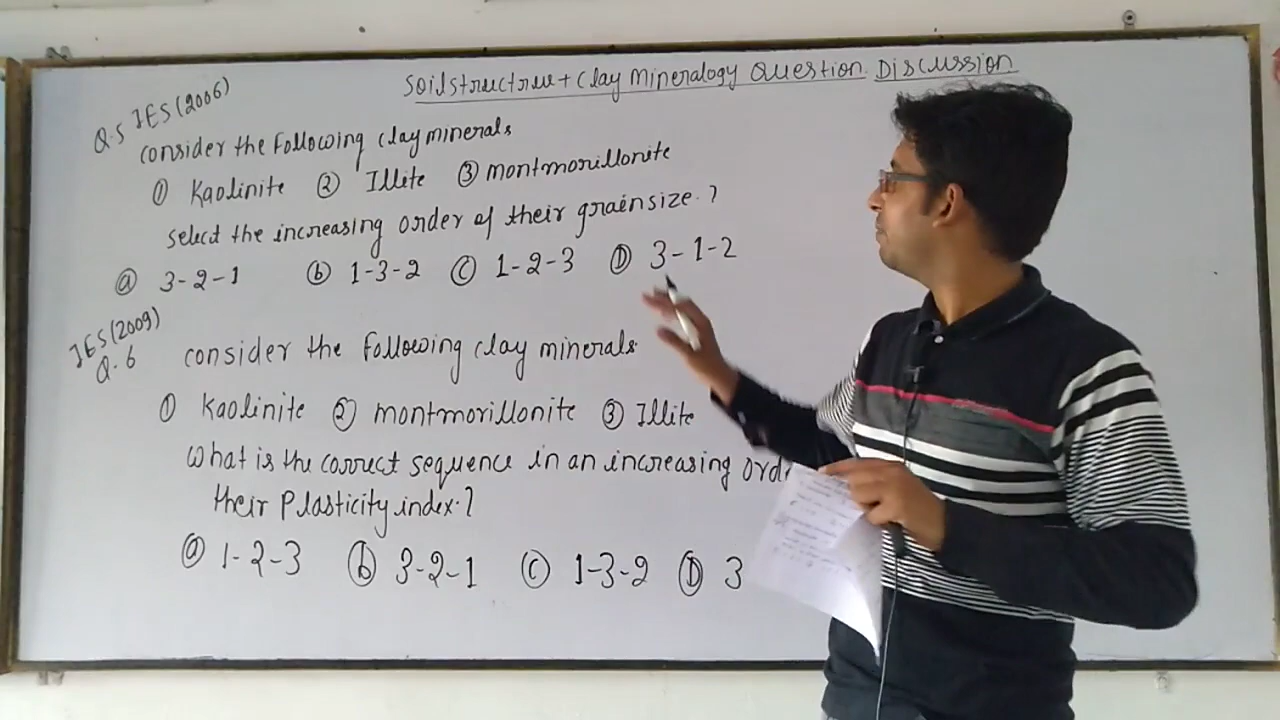 Soilstructrue + Clay Mineralogy Question Discussion
Q.5 IES (2006)
Consider the Following Clay minerals
① Kaolinite ② Illite ③ montmorillonite
Select the increasing order of their grainsize.?
ⓐ 3-2-1 ⓑ 1-3-2 ⓒ 1-2-3 Ⓓ 3-1-2
IES (2009)
Q.6
Consider the Following Clay minerals
① Kaolinite ② montmorillonite ③ Illite
What is the correct sequence in an increasing ord
their Plasticity index.?
ⓐ 1-2-3 ⓑ 3-2-1 ⓒ 1-3-2 Ⓓ 3